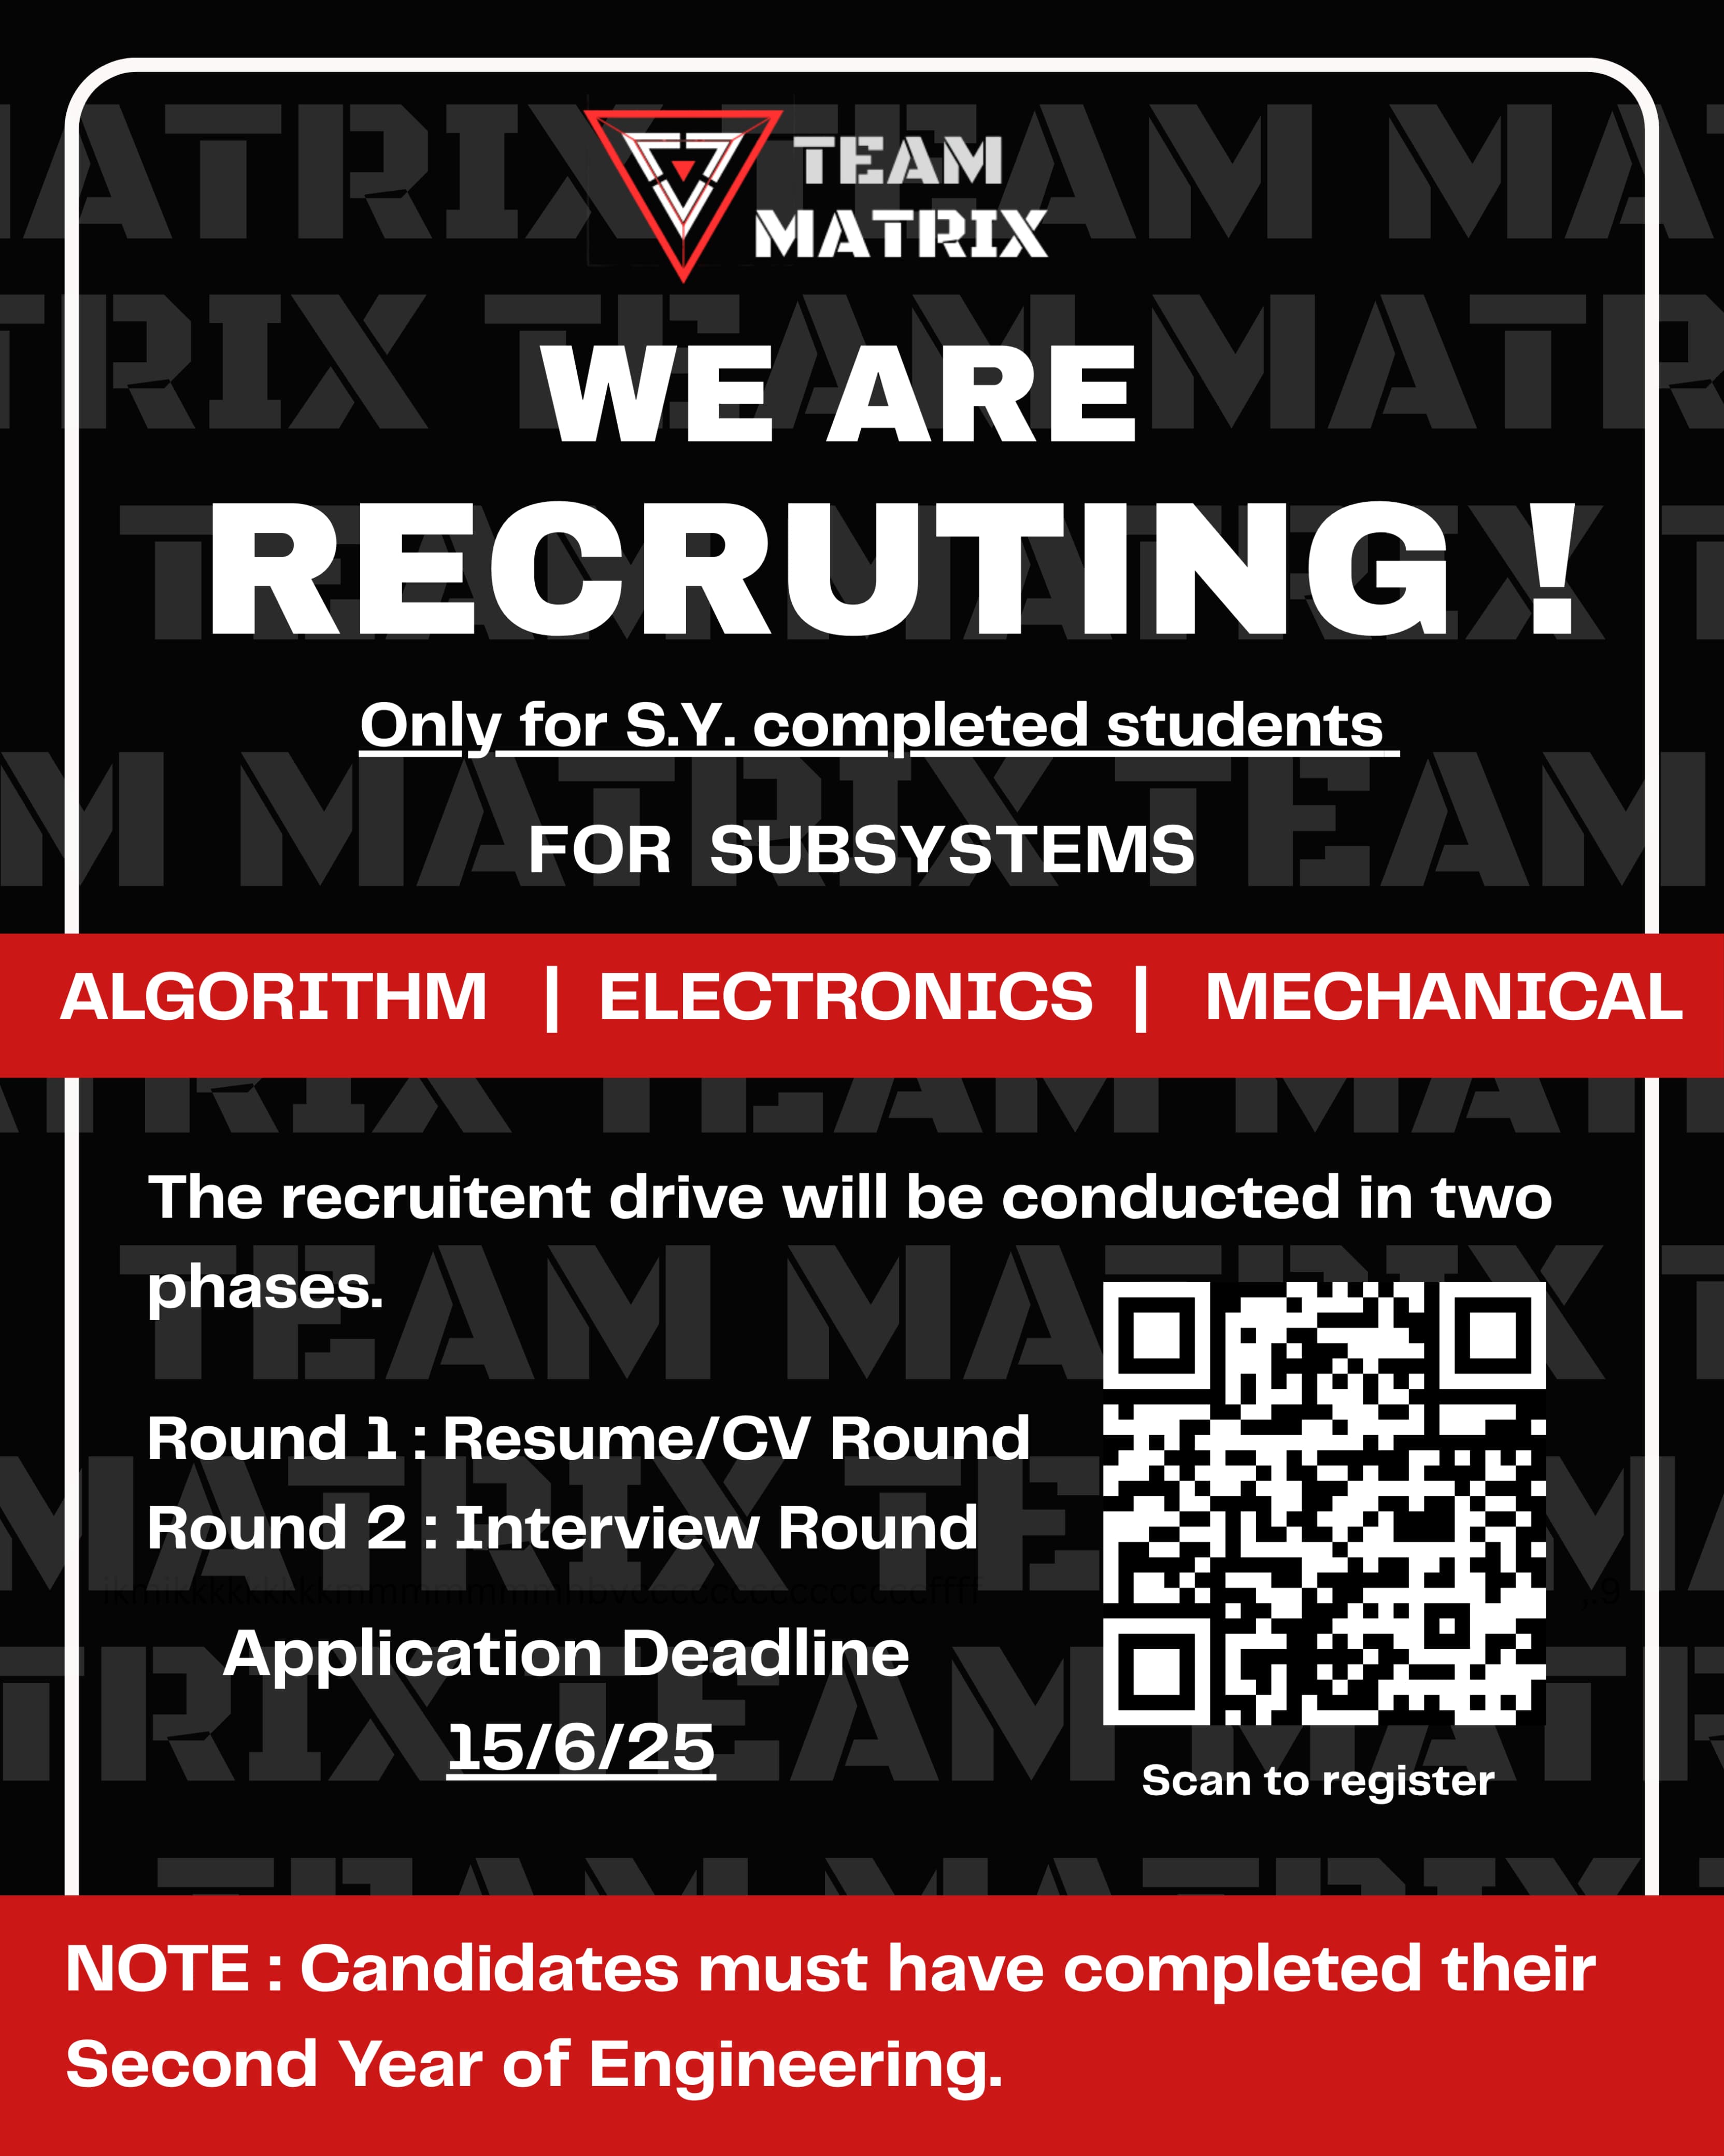 TEAM
MATRIX
WE ARE
RECRUTING !
Only for S.Y. completed students
FOR SUBSYSTEMS
ALGORITHM | ELECTRONICS | MECHANICAL
The recruitent drive will be conducted in two
phases.
Round 1 : Resume/CV Round
Round 2 : Interview Round
Application Deadline
15/6/25
Scan to register
NOTE : Candidates must have completed their
Second Year of Engineering.